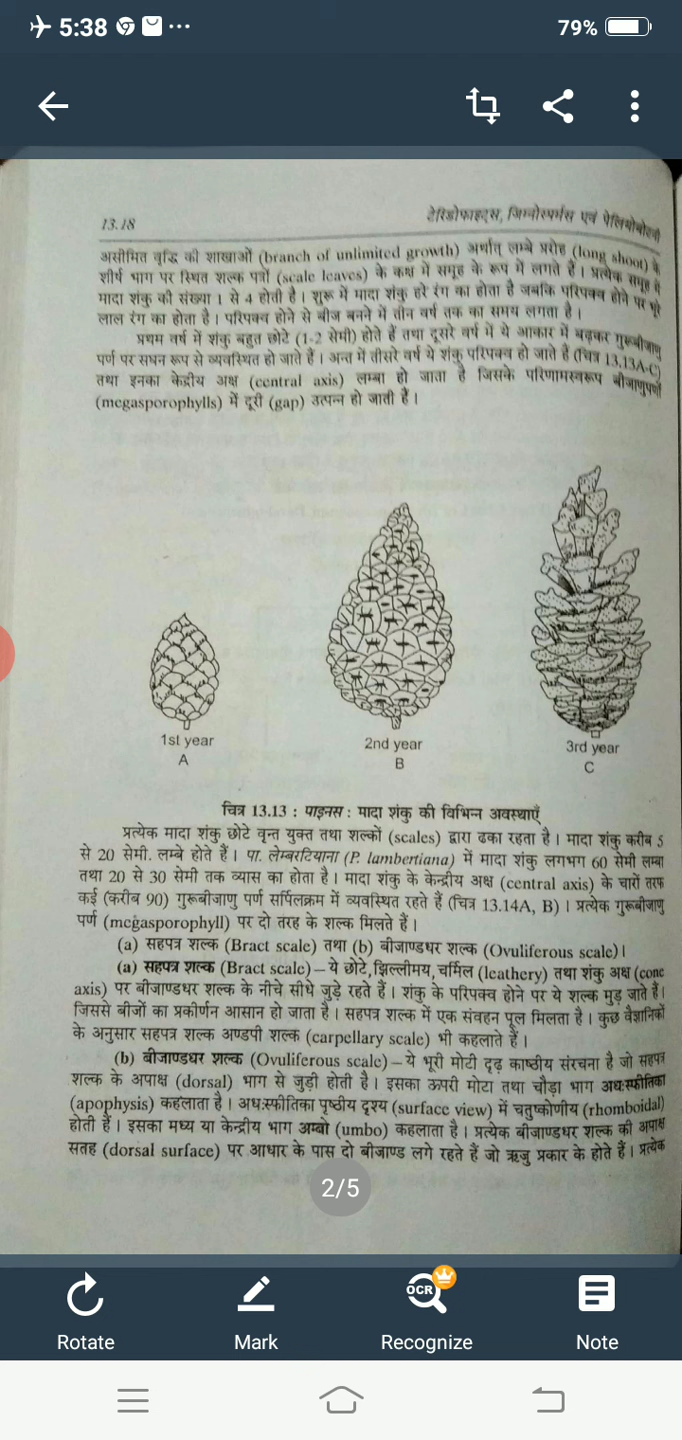 5:38
79%
13.18
टेरिडोफाइट्स, जिम्नोस्पर्मस एवं पेलियोबोटनी
असीमित वृद्धि की शाखाओं (branch of unlimited growth) अर्थात् लम्बे प्ररोह (long shoot) के
शीर्ष भाग पर स्थित शल्क पत्रों (scale leaves) के कक्ष में समूह के रूप में लगते हैं। प्रत्येक समूह में
मादा शंकु की संख्या 1 से 4 होती है। शुरू में मादा शंकु हरे रंग का होता है जबकि परिपक्व होने पर भूरे
लाल रंग का होता है। परिपक्व होने से बीज बनने में तीन वर्ष तक का समय लगता है।
प्रथम वर्ष में शंकु बहुत छोटे (1-2 सेमी) होते हैं तथा दूसरे वर्ष में ये आकार में बढ़कर गुरूबीजाणु
पर्ण पर सघन रूप से व्यवस्थित हो जाते हैं। अन्त में तीसरे वर्ष ये शंकु परिपक्व हो जाते हैं (चित्र 13.13A-C)
तथा इनका केद्रीय अक्ष (central axis) लम्बा हो जाता है जिसके परिणामस्वरूप बीजाणुपर्णों
(megasporophylls) में दूरी (gap) उत्पन्न हो जाती हैं।
1st year
2nd year
3rd year
A
B
C
चित्र 13.13 : पाइनस : मादा शंकु की विभिन्न अवस्थाएँ
प्रत्येक मादा शंकु छोटे वृन्त युक्त तथा शल्कों (scales) द्वारा ढका रहता है। मादा शंकु करीब 5
से 20 सेमी. लम्बे होते हैं। पा. लेम्बरटियाना (P. lambertiana) में मादा शंकु लगभग 60 सेमी लम्बा
तथा 20 से 30 सेमी तक व्यास का होता है। मादा शंकु के केन्द्रीय अक्ष (central axis) के चारों तरफ
कई (करीब 90) गुरूबीजाणु पर्ण सर्पिलक्रम में व्यवस्थित रहते हैं (चित्र 13.14A, B)। प्रत्येक गुरूबीजाणु
पर्ण (megasporophyll) पर दो तरह के शल्क मिलते हैं।
(a) सहपत्र शल्क (Bract scale) तथा (b) बीजाण्डधर शल्क (Ovuliferous scale)।
(a) सहपत्र शल्क (Bract scale)–ये छोटे, झिल्लीमय, चर्मिल (leathery) तथा शंकु अक्ष (cone
axis) पर बीजाण्डधर शल्क के नीचे सीधे जुड़े रहते हैं। शंकु के परिपक्व होने पर ये शल्क मुड़ जाते हैं।
जिससे बीजों का प्रकीर्णन आसान हो जाता है। सहपत्र शल्क में एक संवहन पूल मिलता है। कुछ वैज्ञानिकों
के अनुसार सहपत्र शल्क अण्डपी शल्क (carpellary scale) भी कहलाते हैं।
(b) बीजाण्डधर शल्क (Ovuliferous scale)–ये भूरी मोटी दृढ़ काष्ठीय संरचना है जो सहपत्र
शल्क के अपाक्ष (dorsal) भाग से जुड़ी होती है। इसका ऊपरी मोटा तथा चौड़ा भाग अधःस्फीतिका
(apophysis) कहलाता है। अधःस्फीतिका पृष्ठीय दृश्य (surface view) में चतुष्कोणीय (rhomboidal)
होती हैं। इसका मध्य या केन्द्रीय भाग अम्बो (umbo) कहलाता है। प्रत्येक बीजाण्डधर शल्क की अपाक्ष
सतह (dorsal surface) पर आधार के पास दो बीजाण्ड लगे रहते हैं जो ऋजु प्रकार के होते हैं। प्रत्येक
2/5
OCR
Rotate
Mark
Recognize
Note